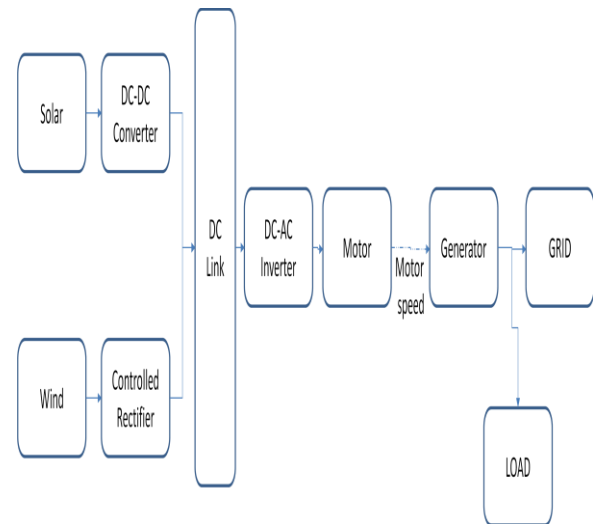 Solar
DC-DC
Converter
DC
Link
DC-AC
Inverter
Motor
Motor
speed
Generator
GRID
Wind
Controlled
Rectifier
LOAD